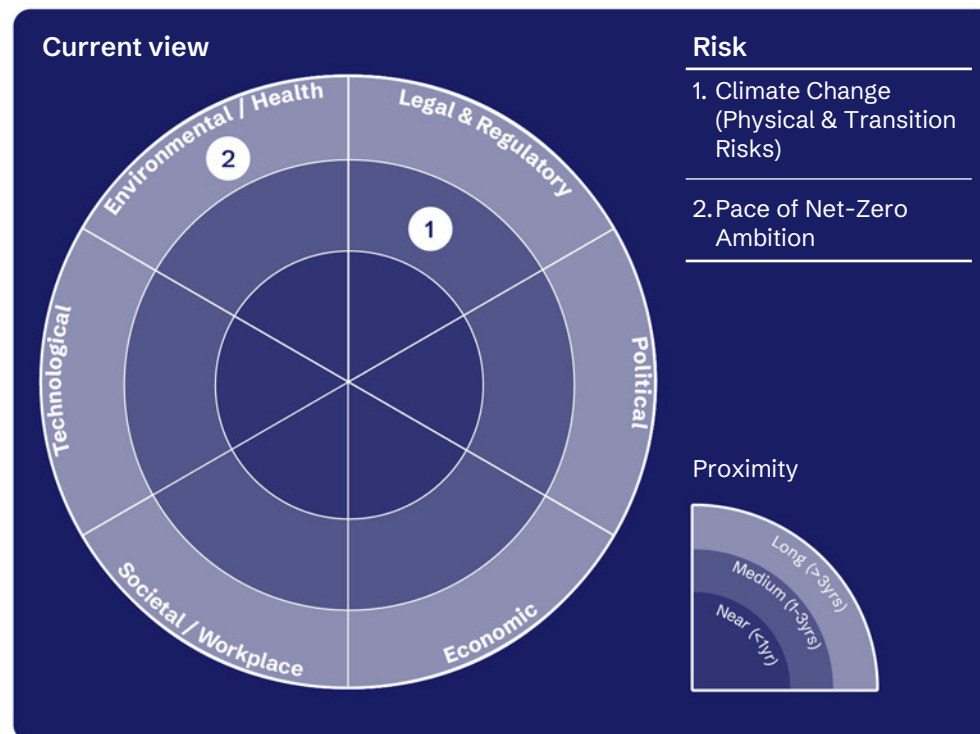 Current view
Environmental / Health
Legal & Regulatory
Political
Economic
Societal / Workplace
Technological
2
1
Risk
1. Climate Change
(Physical & Transition
Risks)
2. Pace of Net-Zero
Ambition
Proximity
Long (>3yrs)
Medium (1-3yrs)
Near (<1yr)